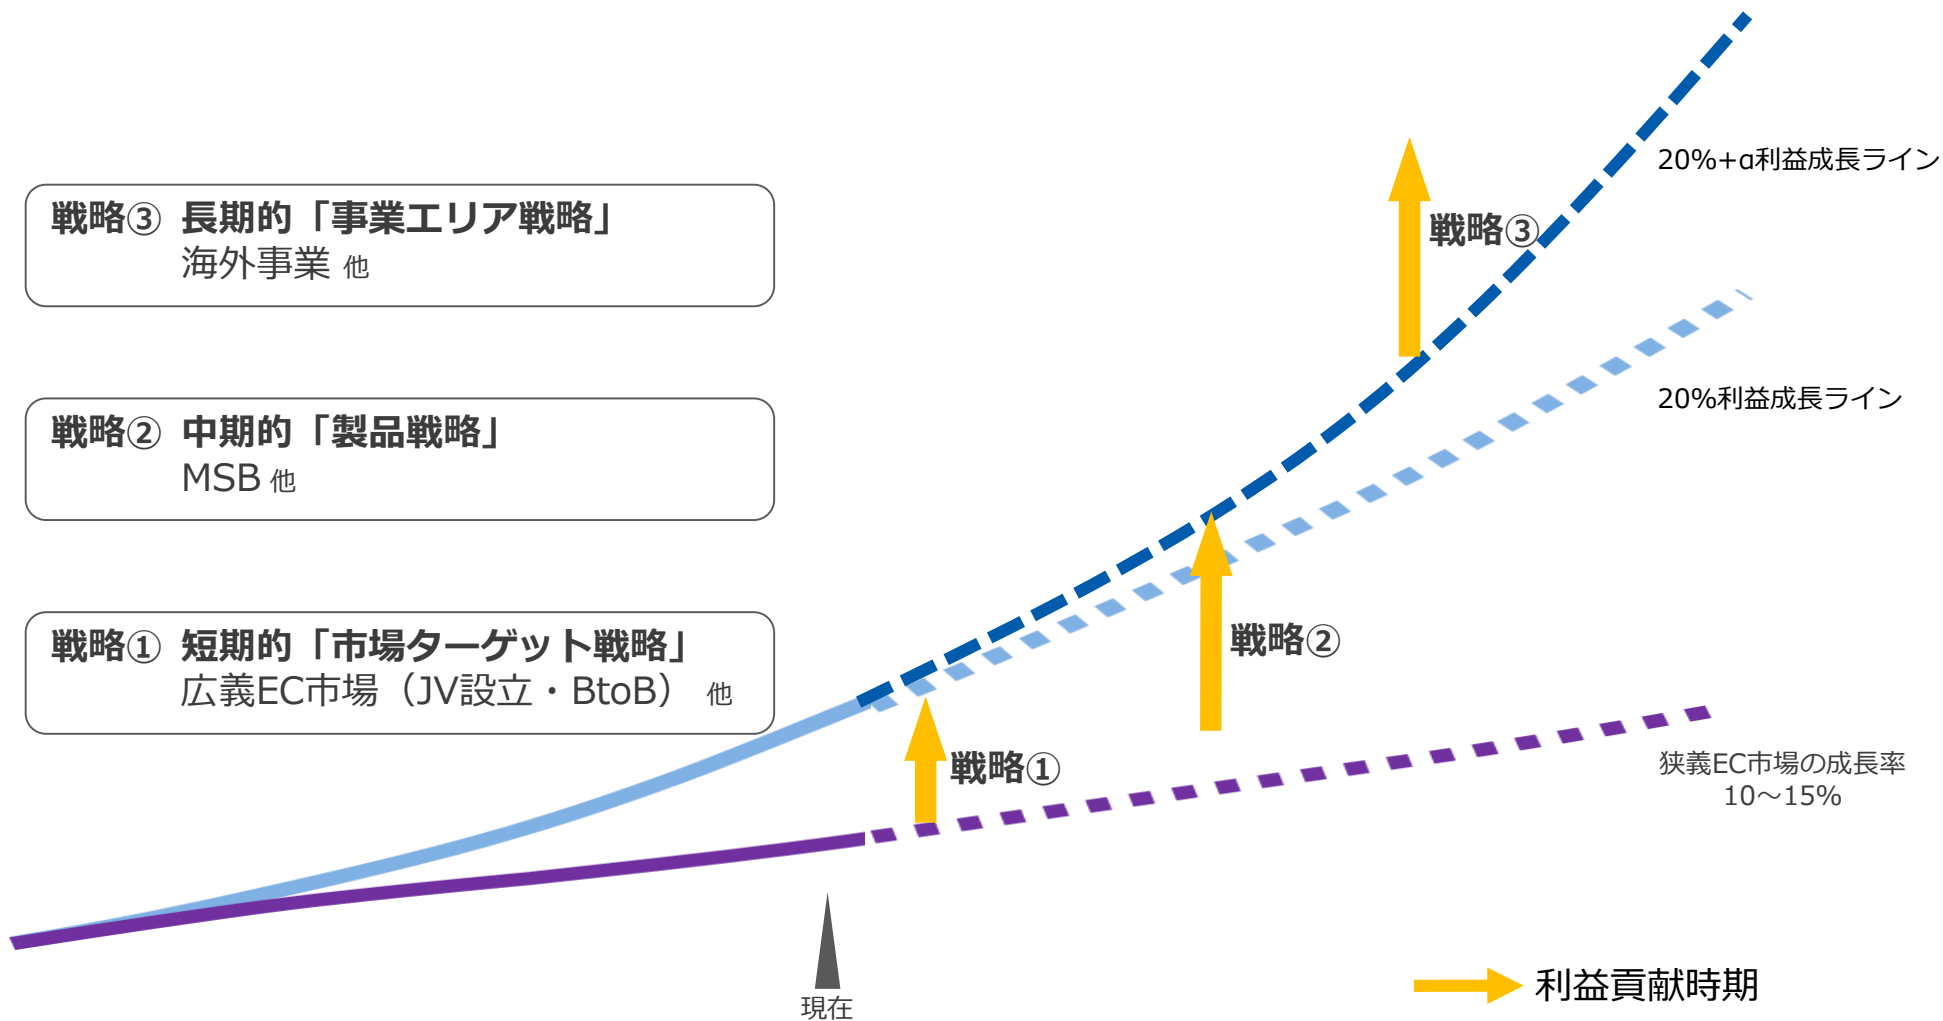 20%+α利益成長ライン
戦略③ 長期的「事業エリア戦略」
海外事業 他
戦略③
20%利益成長ライン
戦略② 中期的「製品戦略」
MSB 他
戦略②
戦略① 短期的「市場ターゲット戦略」
広義EC市場（JV設立・BtoB） 他
戦略①
狭義EC市場の成長率
10～15%
現在
利益貢献時期